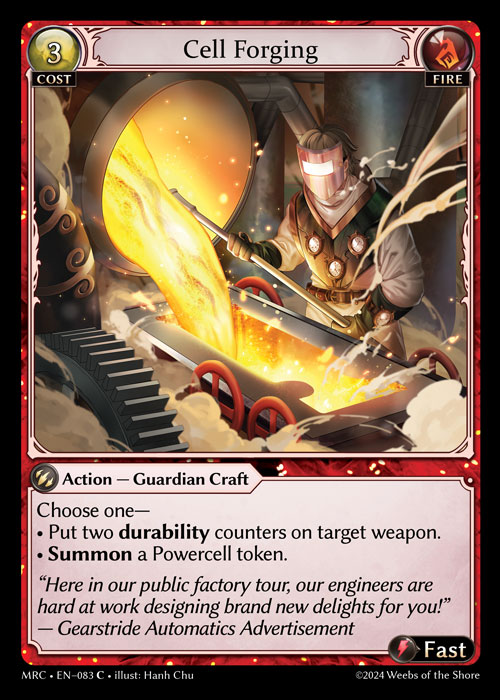 3
COST
Cell Forging
FIRE
Action — Guardian Craft
Choose one—
• Put two durability counters on target weapon.
• Summon a Powercell token.
“Here in our public factory tour, our engineers are
hard at work designing brand new delights for you!”
— Gearstride Automatics Advertisement
Fast
MRC • EN–083 C • illust: Hanh Chu
©2024 Weebs of the Shore